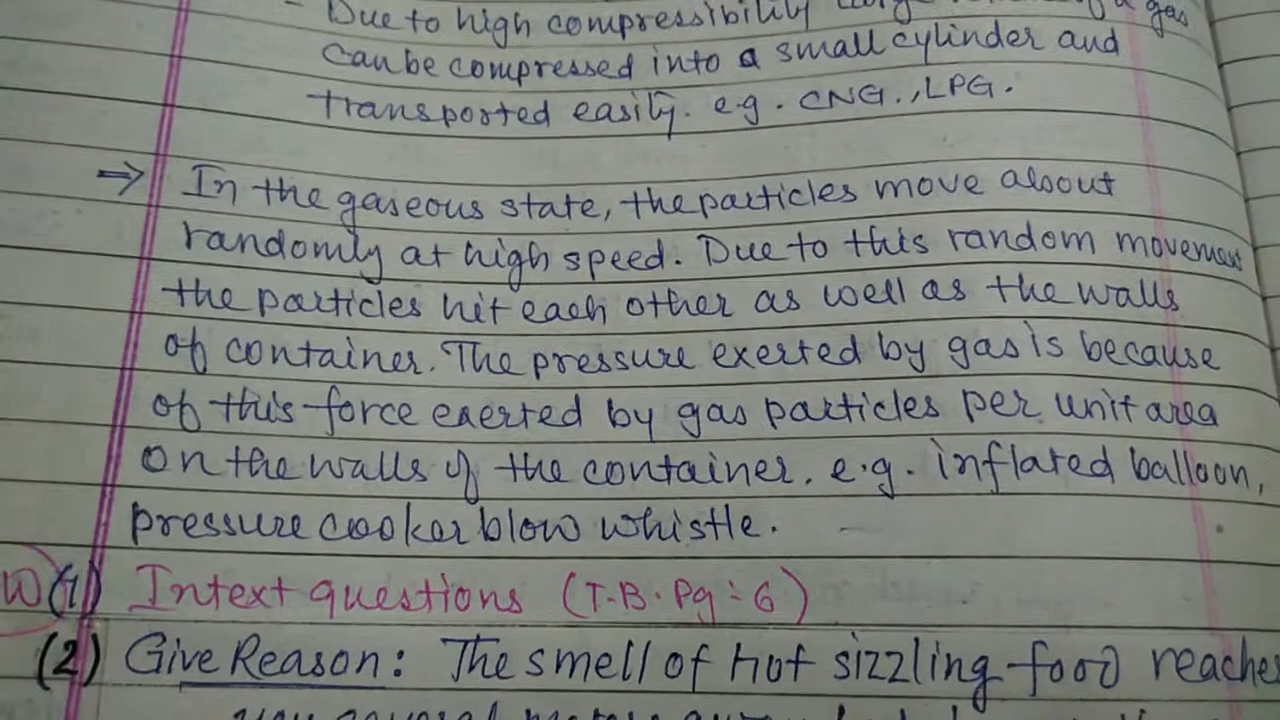 - Due to high compressibility a gas
can be compressed into a small cylinder and
transported easily. e.g. CNG., LPG.
⇒ In the gaseous state, the particles move about
randomly at high speed. Due to this random movement
the particles hit each other as well as the walls
of container. The pressure exerted by gas is because
of this force exerted by gas particles per unit area
on the walls of the container. e.g. inflated balloon,
pressure cooker blow whistle.
W (1) Intext questions (T.B. Pg: 6)
(2) Give Reason: The smell of hot sizzling food reaches
several